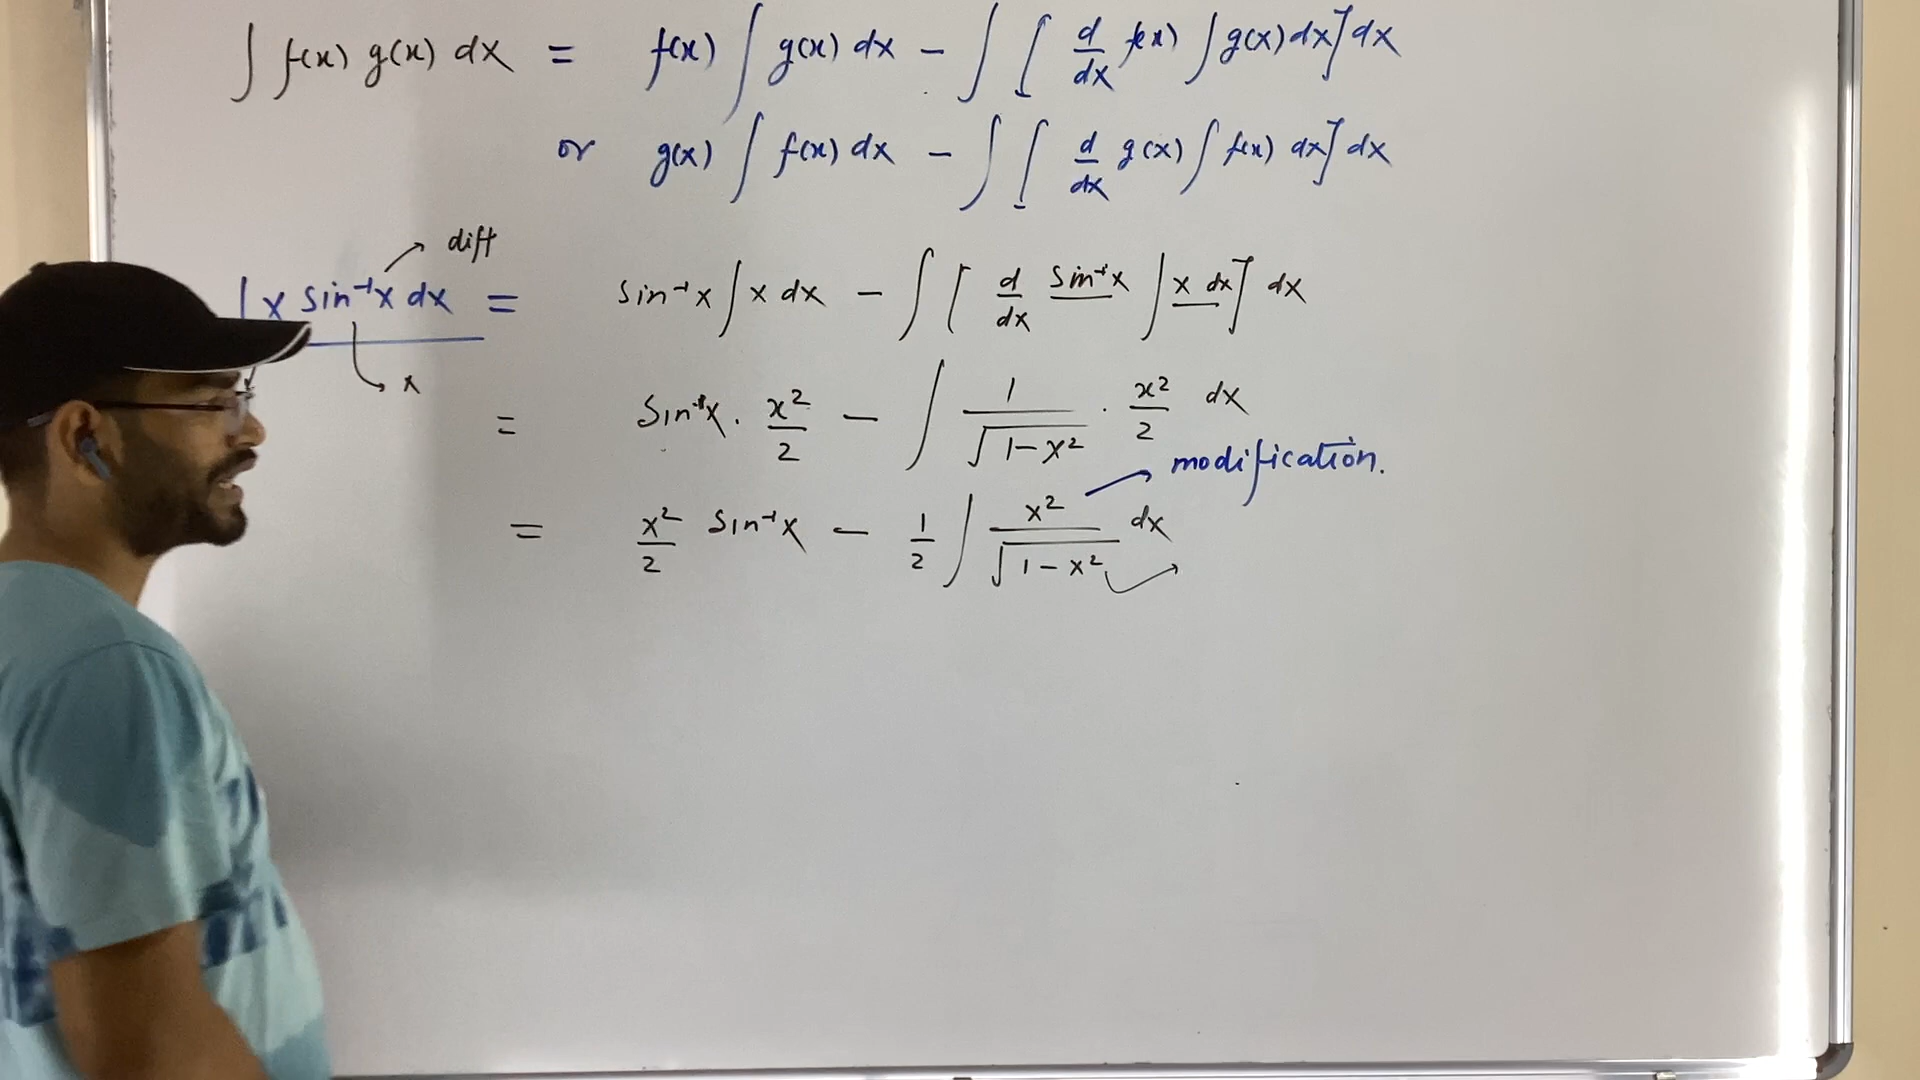 ∫ f(x) g(x) dx = f(x) ∫ g(x) dx − ∫ [ d/dx f(x) ∫ g(x) dx ] dx
or g(x) ∫ f(x) dx − ∫ [ d/dx g(x) ∫ f(x) dx ] dx
diff
∫ x sin⁻¹x dx = sin⁻¹x ∫ x dx − ∫ [ d/dx sin⁻¹x ∫ x dx ] dx
x
= sin⁻¹x · x²/2 − ∫ 1/√(1−x²) · x²/2 dx
modification.
= x²/2 sin⁻¹x − 1/2 ∫ x²/√(1−x²) dx